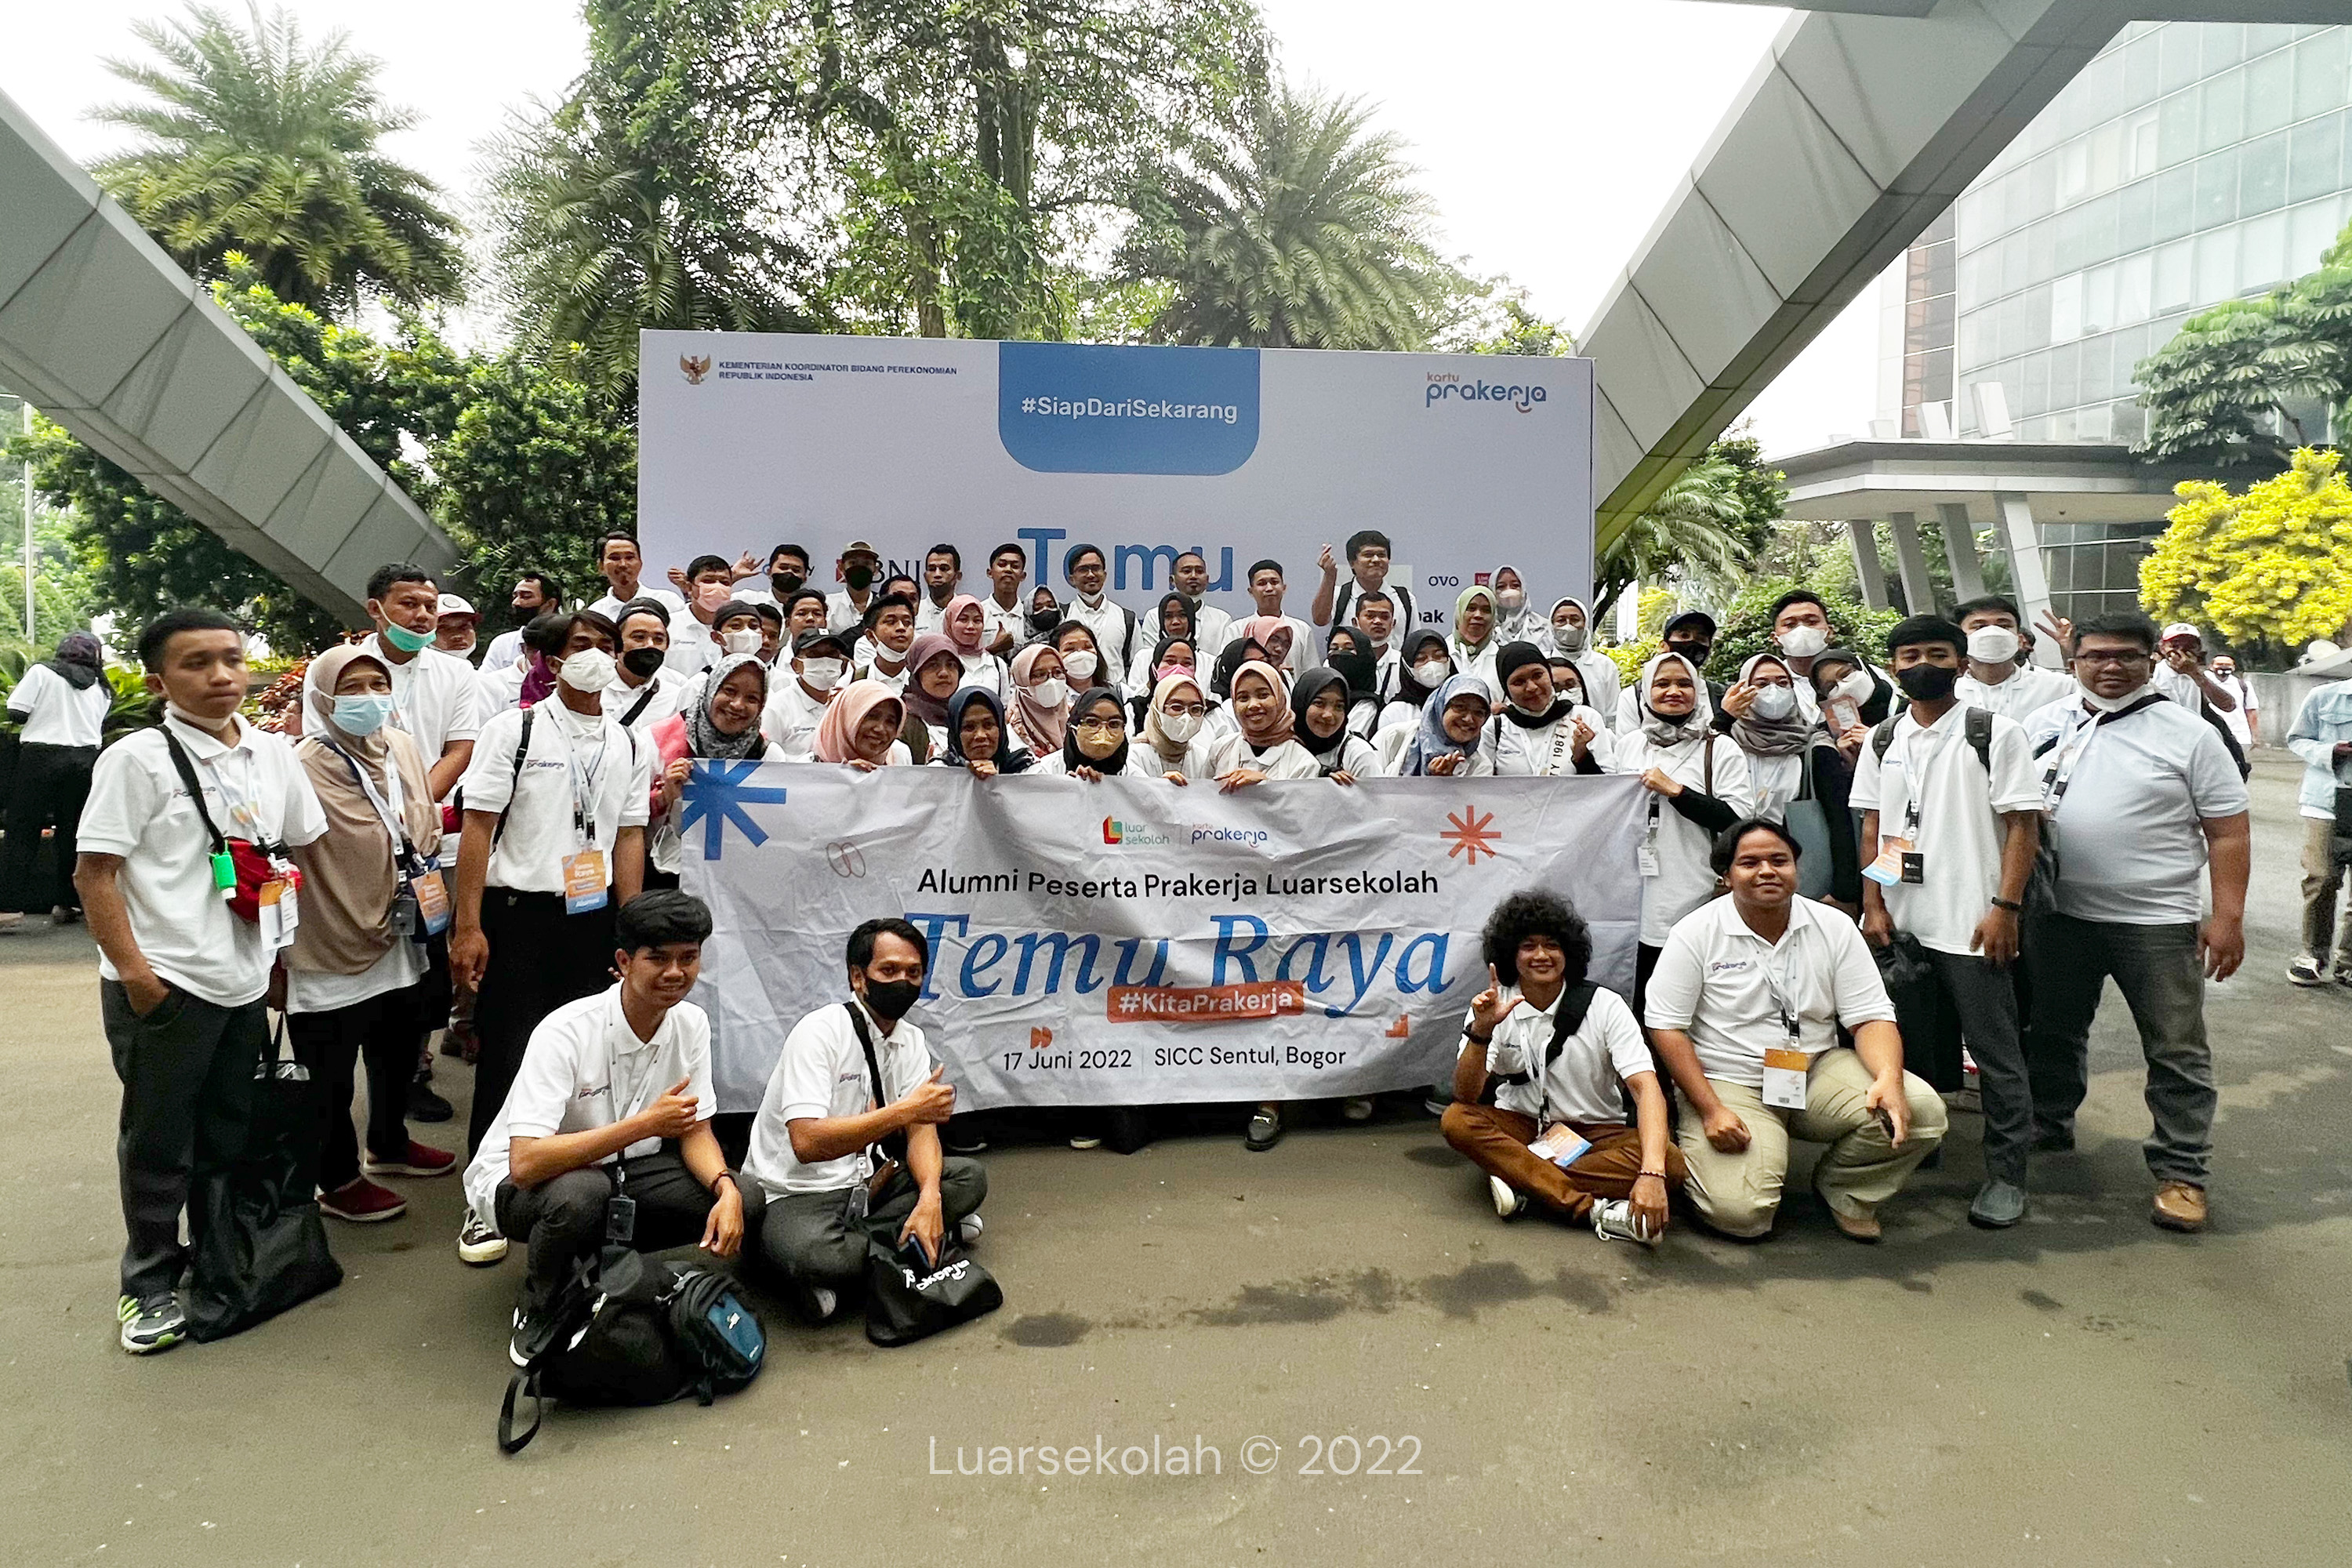 KEMENTERIAN KOORDINATOR BIDANG PEREKONOMIAN
REPUBLIK INDONESIA
#SiapDariSekarang
kartu
prakerja
Temu
BNI
OVO
luar
sekolah
kartu
prakerja
Alumni Peserta Prakerja Luarsekolah
Temu Raya
#KitaPrakerja
17 Juni 2022 | SICC Sentul, Bogor
Luarsekolah © 2022